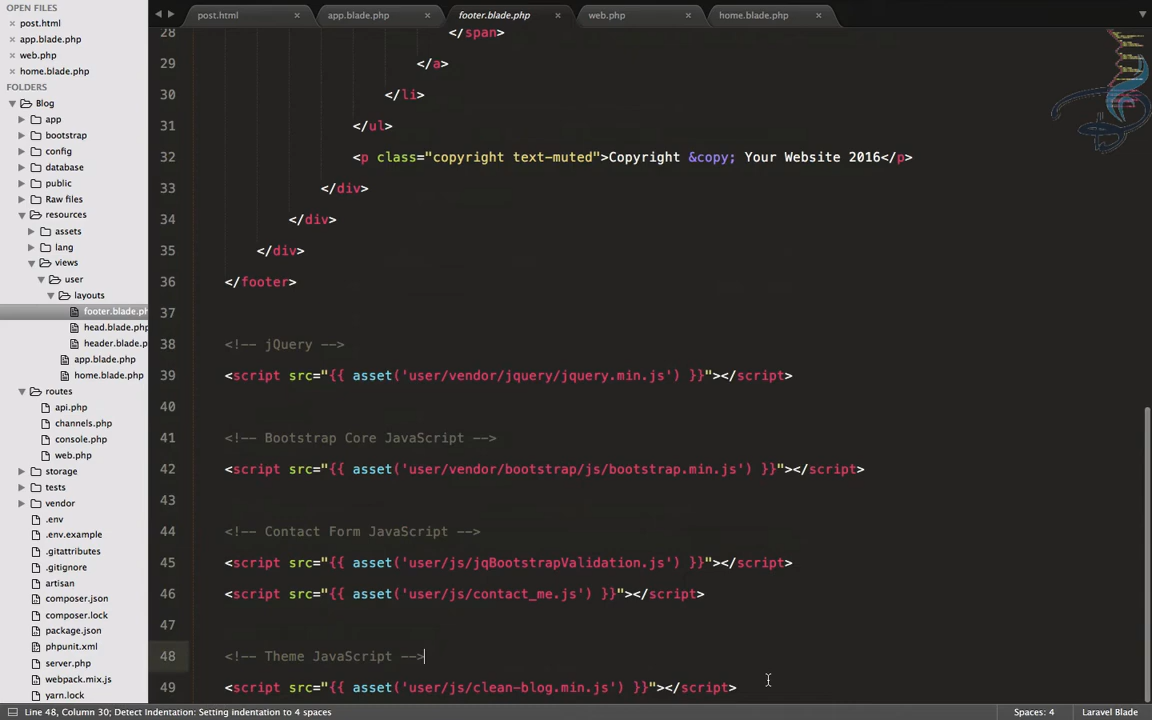 OPEN FILES
post.html
app.blade.php
web.php
home.blade.php
FOLDERS
Blog
app
bootstrap
config
database
public
Raw files
resources
assets
lang
views
user
layouts
footer.blade.ph
head.blade.php
header.blade.p
app.blade.php
home.blade.php
routes
api.php
channels.php
console.php
web.php
storage
tests
vendor
.env
.env.example
.gitattributes
.gitignore
artisan
composer.json
composer.lock
package.json
phpunit.xml
server.php
webpack.mix.js
yarn.lock
post.html
app.blade.php
footer.blade.php
web.php
home.blade.php
28 </span>
29 </a>
30 </li>
31 </ul>
32 <p class="copyright text-muted">Copyright &copy; Your Website 2016</p>
33 </div>
34 </div>
35 </div>
36 </footer>
37
38 <!-- jQuery -->
39 <script src="{{ asset('user/vendor/jquery/jquery.min.js') }}"></script>
40
41 <!-- Bootstrap Core JavaScript -->
42 <script src="{{ asset('user/vendor/bootstrap/js/bootstrap.min.js') }}"></script>
43
44 <!-- Contact Form JavaScript -->
45 <script src="{{ asset('user/js/jqBootstrapValidation.js') }}"></script>
46 <script src="{{ asset('user/js/contact_me.js') }}"></script>
47
48 <!-- Theme JavaScript -->
49 <script src="{{ asset('user/js/clean-blog.min.js') }}"></script>
Line 48, Column 30; Detect Indentation: Setting indentation to 4 spaces
Spaces: 4
Laravel Blade